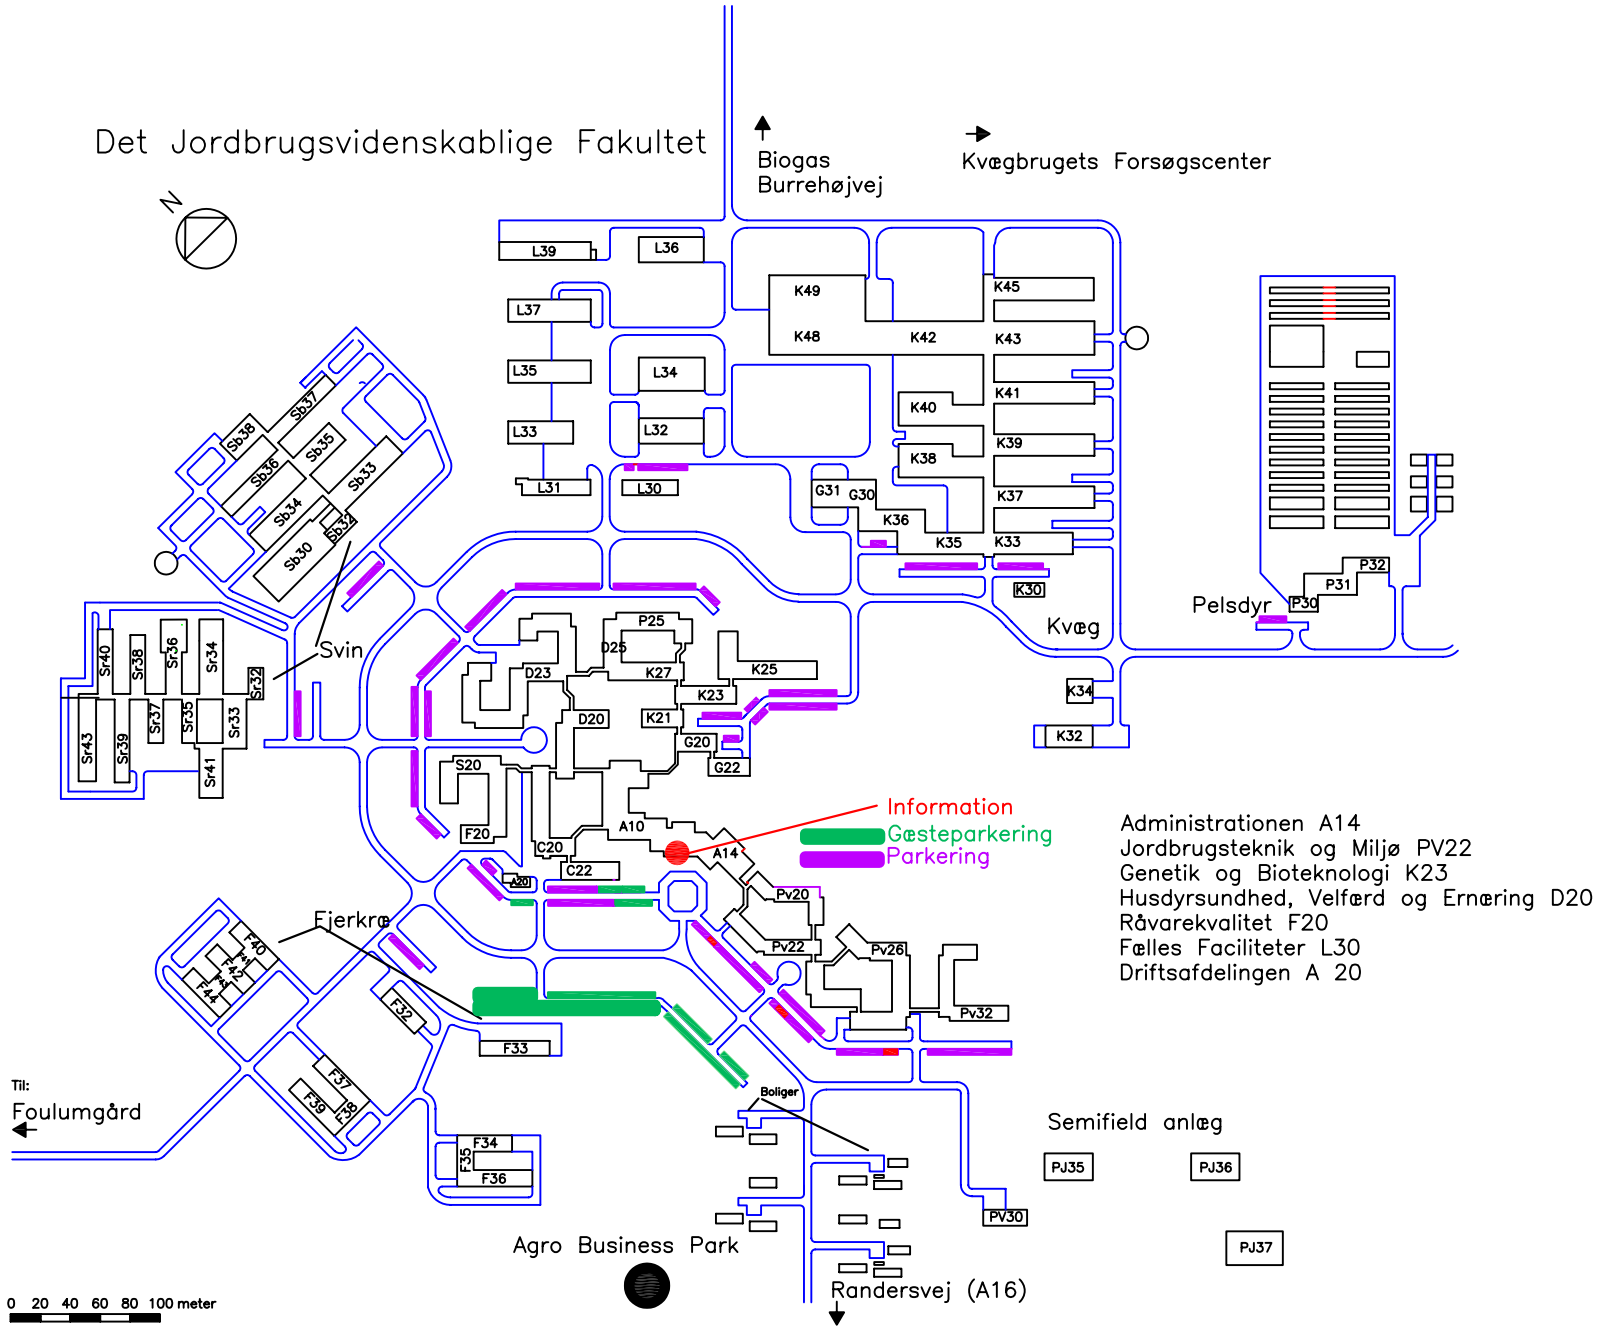 Det Jordbrugsvidenskablige Fakultet
N
Biogas
Burrehøjvej
Kvægbrugets Forsøgscenter
L39
L36
L37
L35
L34
L33
L32
L31
L30
K49
K48
K45
K42
K43
K41
K40
K39
K38
K37
G31
G30
K36
K35
K33
K30
Kvæg
K34
K32
Pelsdyr
P30
P31
P32
Sb37
Sb38
Sb35
Sb36
Sb33
Sb34
Sb32
Sb30
Svin
Sr40
Sr38
Sr36
Sr34
Sr32
Sr43
Sr39
Sr37
Sr35
Sr33
Sr41
P25
D25
D23
K27
K25
K23
K21
D20
G20
G22
S20
F20
C20
C22
A10
A14
A20
Information
Gæsteparkering
Parkering
Administrationen A14
Jordbrugsteknik og Miljø PV22
Genetik og Bioteknologi K23
Husdyrsundhed, Velfærd og Ernæring D20
Råvarekvalitet F20
Fælles Faciliteter L30
Driftsafdelingen A 20
Pv20
Pv22
Pv26
Pv32
Fjerkræ
F40
F41
F42
F43
F44
F32
F33
F37
F39
F38
F34
F35
F36
Til:
Foulumgård
Boliger
Semifield anlæg
PJ35
PJ36
PJ37
PV30
Agro Business Park
Randersvej (A16)
0 20 40 60 80 100 meter